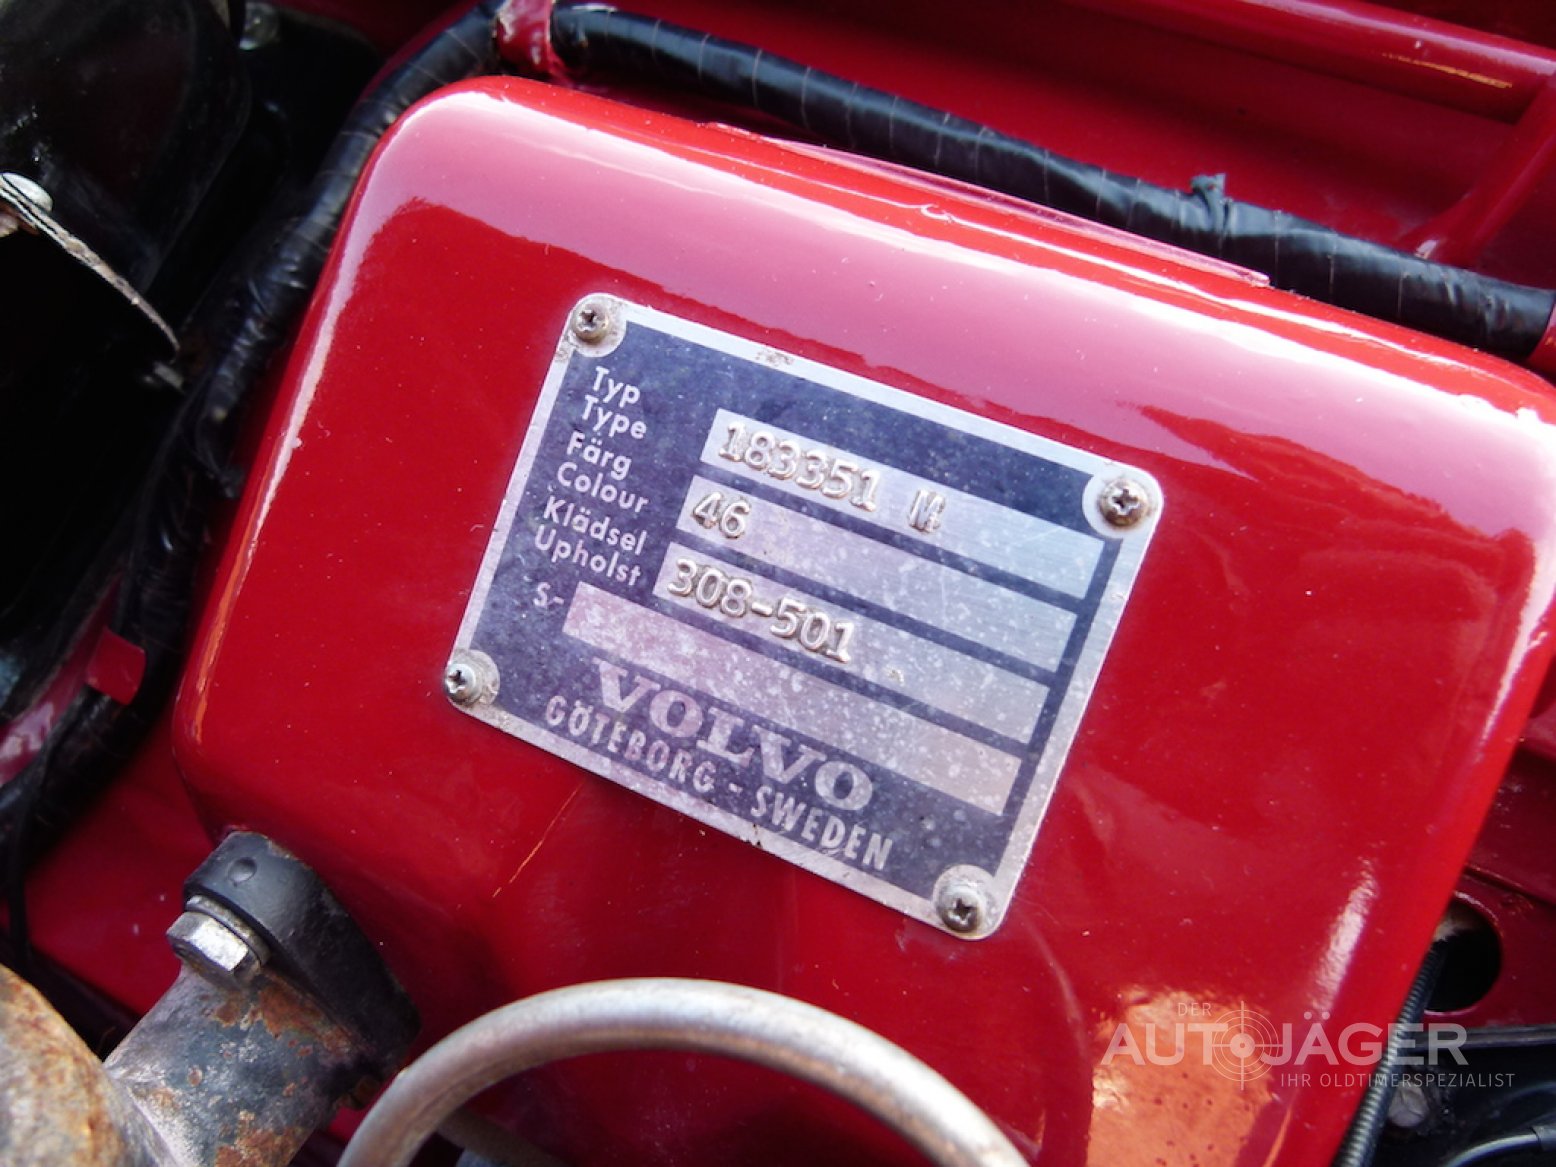 Typ
Type 183351 M
Färg
Colour 46
Klädsel
Upholst 308-501
S-
VOLVO
GÖTEBORG - SWEDEN
DER
AUTOJÄGER
IHR OLDTIMERSPEZIALIST